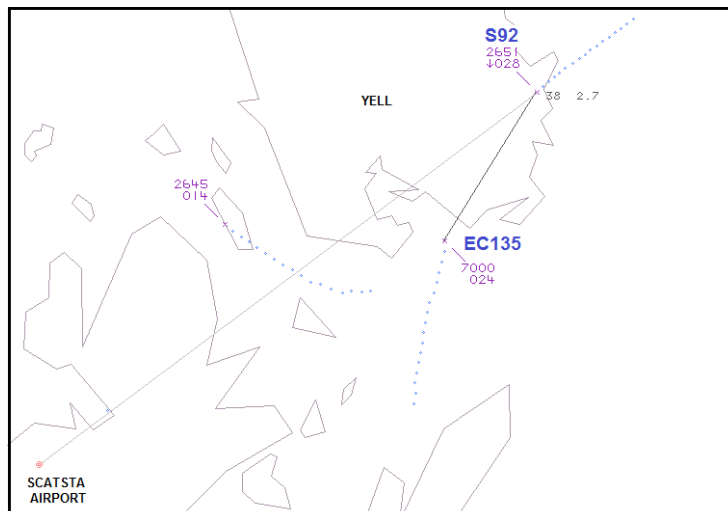 S92
2651
↓028
38 2.7
YELL
2645
014
EC135
7000
024
SCATSTA
AIRPORT